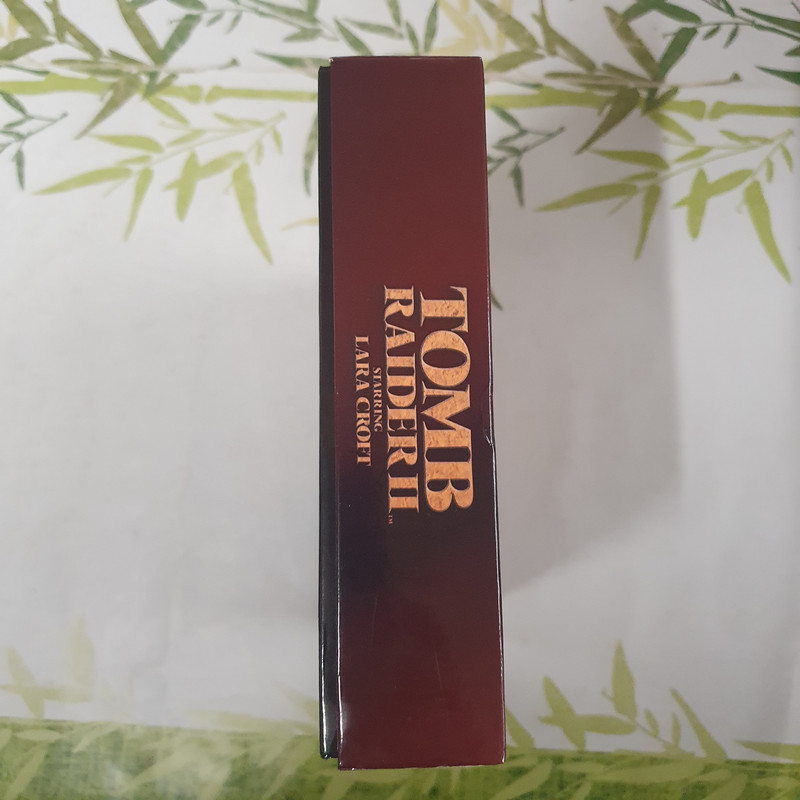 TOMB
RAIDER II™
STARRING
LARA CROFT